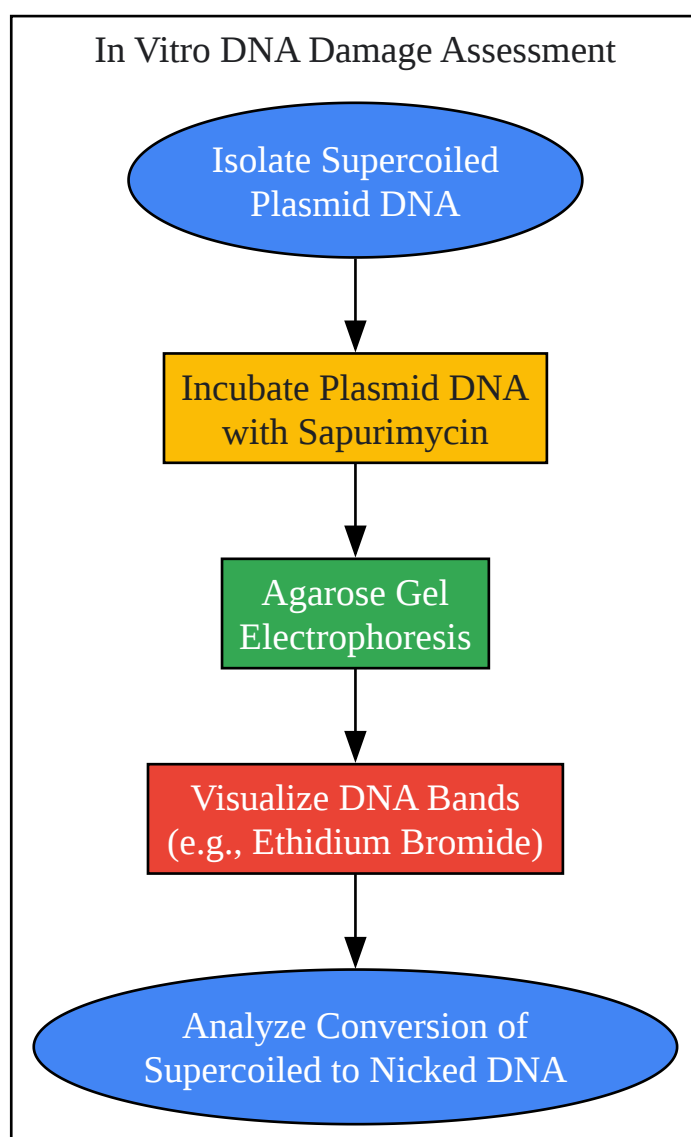 In Vitro DNA Damage Assessment
Isolate Supercoiled
Plasmid DNA
Incubate Plasmid DNA
with Sapurimycin
Agarose Gel
Electrophoresis
Visualize DNA Bands
(e.g., Ethidium Bromide)
Analyze Conversion of
Supercoiled to Nicked DNA